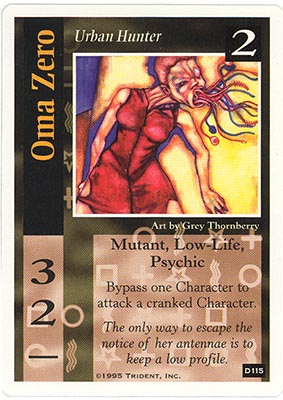 Oma Zero
Urban Hunter
2
Art by Grey Thornberry
3
2
—
Mutant, Low-Life,
Psychic
Bypass one Character to
attack a cranked Character.
The only way to escape the
notice of her antennae is to
keep a low profile.
©1995 TRIDENT, INC.
D115